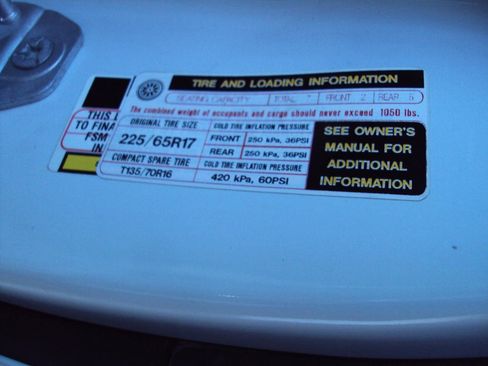 TIRE AND LOADING INFORMATION
SEATING CAPACITY TOTAL 7 FRONT 2 REAR 5
The combined weight of occupants and cargo should never exceed 1050 lbs.
THIS L
TO FINA
FSM
IN
ORIGINAL TIRE SIZE
225/65R17
COLD TIRE INFLATION PRESSURE
FRONT 250 kPa, 36PSI
REAR 250 kPa, 36PSI
COMPACT SPARE TIRE
T135/70R16
COLD TIRE INFLATION PRESSURE
420 kPa, 60PSI
SEE OWNER'S
MANUAL FOR
ADDITIONAL
INFORMATION